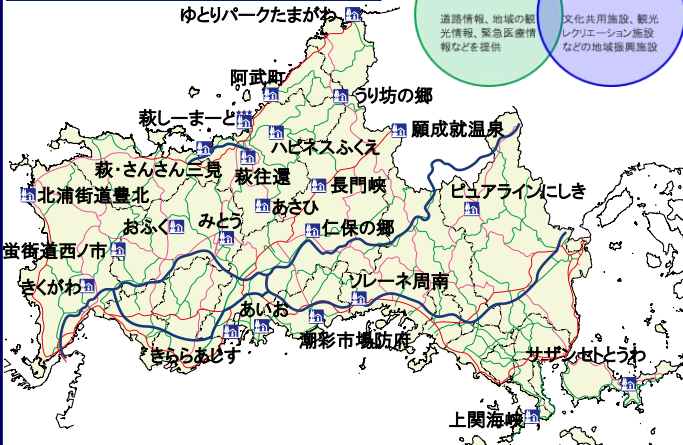 ゆとりパークたまがわ
道路情報、地域の観
光情報、緊急医療情
報などを提供
文化共用施設、観光
レクリエーション施設
などの地域振興施設
阿武町
うり坊の郷
萩しーまーと
願成就温泉
ハピネスふくえ
萩・さんさん三見
萩往還
長門峡
ピュアラインにしき
北浦街道豊北
あさひ
おふく
みとう
仁保の郷
蛍街道西ノ市
きくがわ
ソレーネ周南
あいお
潮彩市場防府
きららあじす
サザンセトとうわ
上関海峡